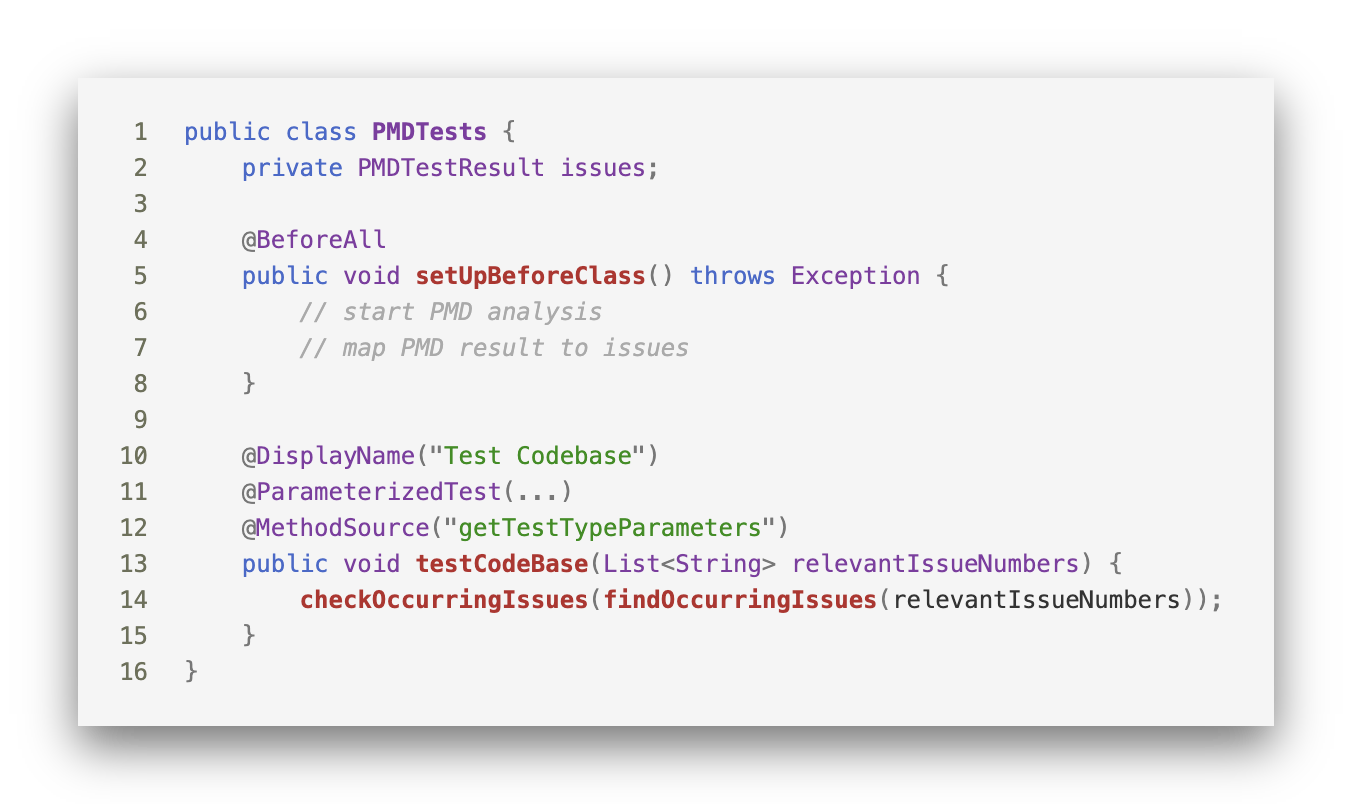 1 public class PMDTests {
2     private PMDTestResult issues;
3
4     @BeforeAll
5     public void setUpBeforeClass() throws Exception {
6         // start PMD analysis
7         // map PMD result to issues
8     }
9
10     @DisplayName("Test Codebase")
11     @ParameterizedTest(...)
12     @MethodSource("getTestTypeParameters")
13     public void testCodeBase(List<String> relevantIssueNumbers) {
14         checkOccurringIssues(findOccurringIssues(relevantIssueNumbers));
15     }
16 }